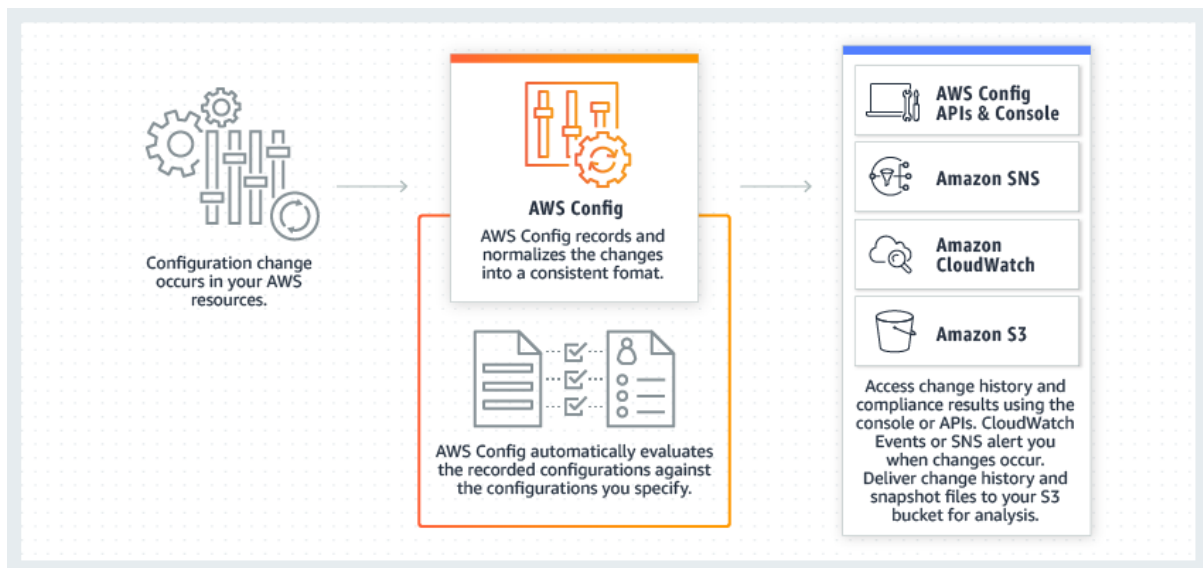 Configuration change
occurs in your AWS
resources.
AWS Config
AWS Config records and
normalizes the changes
into a consistent fomat.
AWS Config automatically evaluates
the recorded configurations against
the configurations you specify.
AWS Config
APIs & Console
Amazon SNS
Amazon
CloudWatch
Amazon S3
Access change history and
compliance results using the
console or APIs. CloudWatch
Events or SNS alert you
when changes occur.
Deliver change history and
snapshot files to your S3
bucket for analysis.